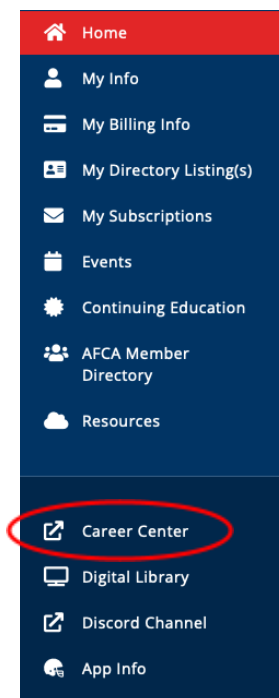 Home
My Info
My Billing Info
My Directory Listing(s)
My Subscriptions
Events
Continuing Education
AFCA Member
Directory
Resources
Career Center
Digital Library
Discord Channel
App Info